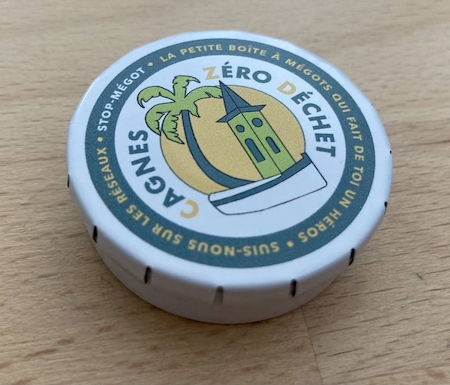 CAGNES
ZÉRO DÉCHET
STOP-MÉGOT • LA PETITE BOÎTE À MÉGOTS QUI FAIT DE TOI UN HÉROS • SUIS-NOUS SUR LES RÉSEAUX •